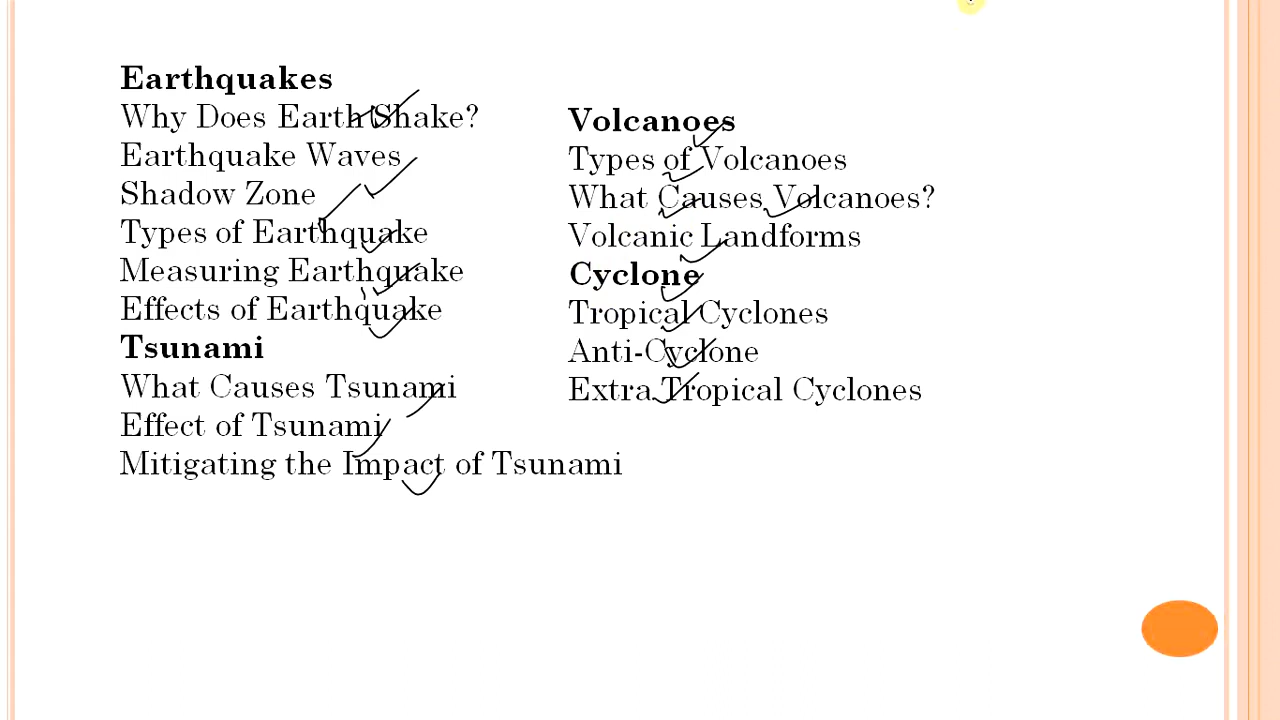 Earthquakes
Why Does Earth Shake?
Earthquake Waves
Shadow Zone
Types of Earthquake
Measuring Earthquake
Effects of Earthquake
Tsunami
What Causes Tsunami
Effect of Tsunami
Mitigating the Impact of Tsunami
Volcanoes
Types of Volcanoes
What Causes Volcanoes?
Volcanic Landforms
Cyclone
Tropical Cyclones
Anti-Cyclone
Extra Tropical Cyclones